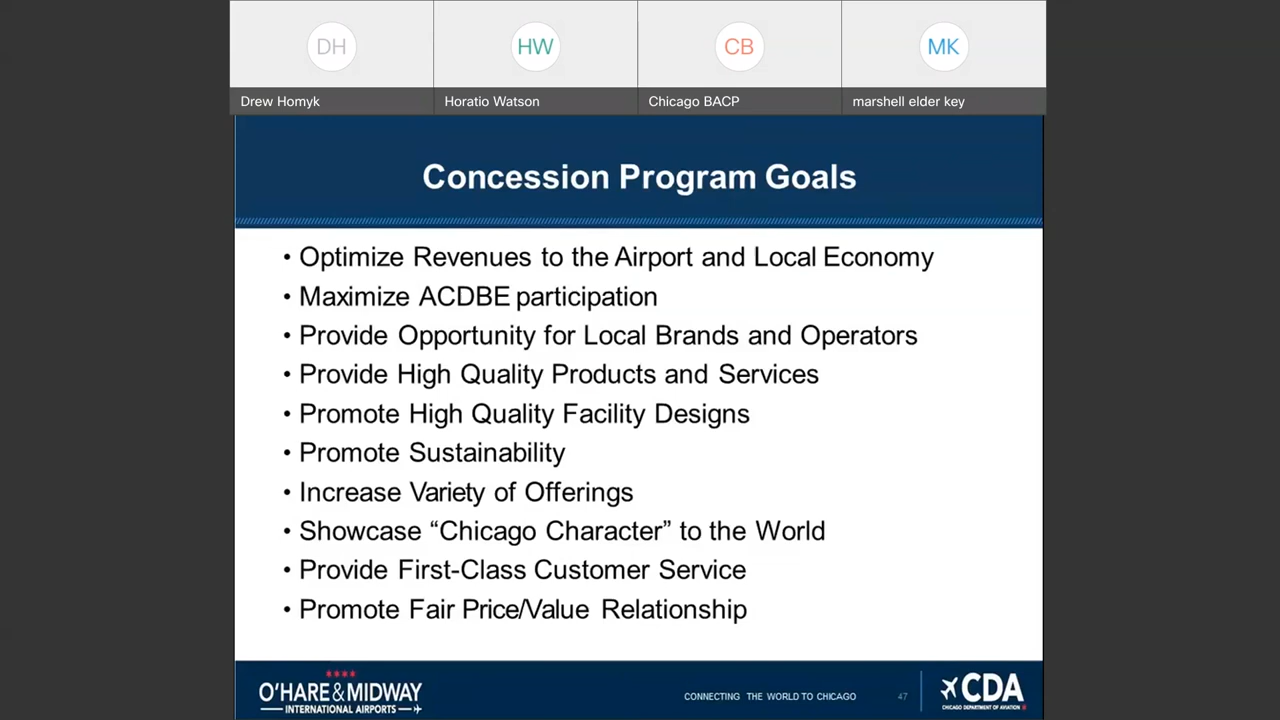 DH
HW
CB
MK
Drew Homyk
Horatio Watson
Chicago BACP
marshell elder key
Concession Program Goals
• Optimize Revenues to the Airport and Local Economy
• Maximize ACDBE participation
• Provide Opportunity for Local Brands and Operators
• Provide High Quality Products and Services
• Promote High Quality Facility Designs
• Promote Sustainability
• Increase Variety of Offerings
• Showcase “Chicago Character” to the World
• Provide First-Class Customer Service
• Promote Fair Price/Value Relationship
O'HARE & MIDWAY
INTERNATIONAL AIRPORTS
CONNECTING THE WORLD TO CHICAGO
47
CDA
CHICAGO DEPARTMENT OF AVIATION